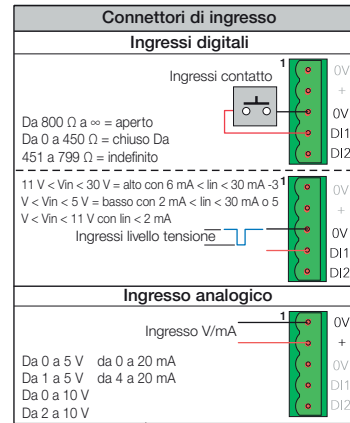 Connettori di ingresso
Ingressi digitali
Ingressi contatto
1
0V
+
0V
DI1
DI2
Da 800 Ω a ∞ = aperto
Da 0 a 450 Ω = chiuso Da
451 a 799 Ω = indefinito
11 V < Vin < 30 V = alto con 6 mA < Iin < 30 mA -3
V < Vin < 5 V = basso con 2 mA < Iin < 30 mA o 5
V < Vin < 11 V con Iin < 2 mA
Ingressi livello tensione
1
0V
+
0V
DI1
DI2
Ingresso analogico
Ingresso V/mA
1
0V
+
0V
DI1
DI2
Da 0 a 5 V da 0 a 20 mA
Da 1 a 5 V da 4 a 20 mA
Da 0 a 10 V
Da 2 a 10 V